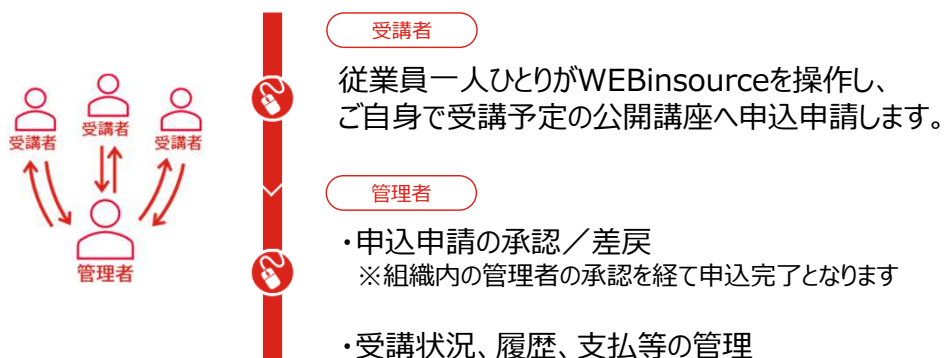 受講者
受講者
受講者
管理者
受講者
従業員一人ひとりがWEBinsourceを操作し、
ご自身で受講予定の公開講座へ申込申請します。
管理者
・申込申請の承認／差戻
※組織内の管理者の承認を経て申込完了となります
・受講状況、履歴、支払等の管理